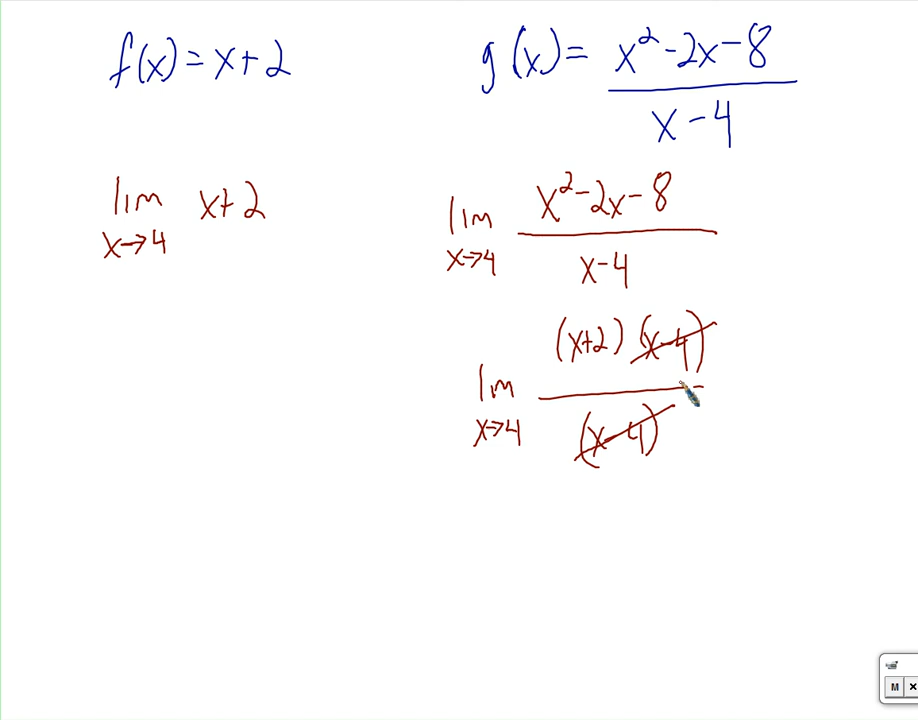 f(x) = x+2
g(x) = x²-2x-8
x-4
lim x+2
x→4
lim x²-2x-8
x→4 x-4
lim (x+2)(x-4)
x→4 (x-4)
M ×